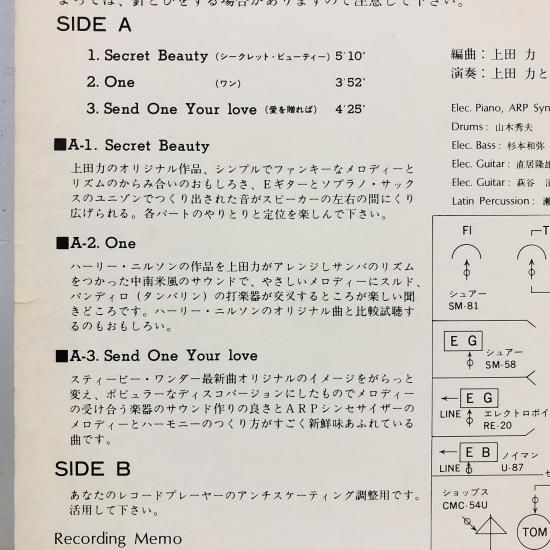 よっては、針とびをする場合がありますので注意して下さい。
SIDE A
1. Secret Beauty (シークレット・ビューティー) 5'10"
2. One (ワン) 3'52"
3. Send One Your love (愛を贈れば) 4'25"
■A-1. Secret Beauty
上田力のオリジナル作品、シンプルでファンキーなメロディーと
リズムのからみ合いのおもしろさ、Eギターとソプラノ・サック
スのユニゾンでつくり出された音がスピーカーの左右の間にくり
広げられる。各パートのやりとりと定位を楽しんで下さい。
■A-2. One
ハーリー・ニルソンの作品を上田力がアレンジしサンバのリズム
をつかった中南米風のサウンドで、やさしいメロディーにスルド、
パンディロ（タンバリン）の打楽器が交叉するところが楽しい聞
きどころです。ハーリー・ニルソンのオリジナル曲と比較試聴す
るのもおもしろい。
■A-3. Send One Your love
スティービー・ワンダー最新曲オリジナルのイメージをがらっと
変え、ポピュラーなディスコバージョンにしたものでメロディー
の受け合う楽器のサウンド作りの良さとARPシンセサイザーの
メロディーとハーモニーのつくり方がすごく新鮮味あふれている
曲です。
SIDE B
あなたのレコードプレーヤーのアンチスケーティング調整用です。
活用して下さい。
Recording Memo
編曲：上田 力
演奏：上田 力と
Elec. Piano, ARP Syn
Drums : 山木秀夫
Elec. Bass : 杉本和弥
Elec. Guitar : 直居隆雄
Elec. Guitar : 萩谷
Latin Percussion :
Fl
シュアー
SM-81
E G
シュアー
SM-58
E G
LINE
エレクトロボイ
RE-20
E B
LINE
ノイマン
U-87
ショップス
CMC-54U
TOM